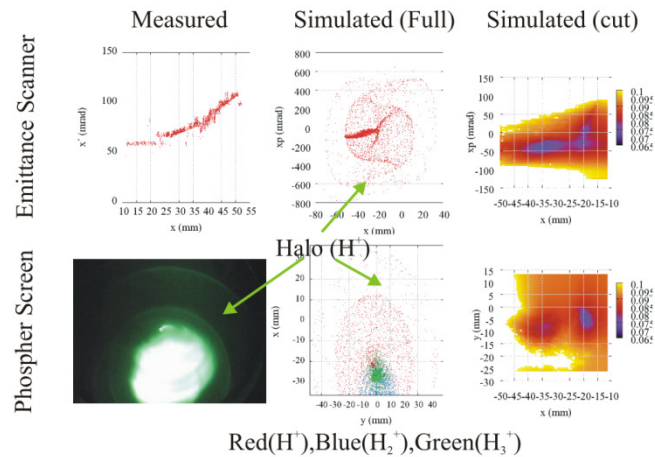 Measured
Simulated (Full)
Simulated (cut)
Emittance Scanner
150
100
50
0
x' (mrad)
10 15 20 25 30 35 40 45 50 55
x (mm)
800
600
400
200
0
-200
-400
-600
-800
xp (mrad)
-80 -60 -40 -20 0 20 40
x (mm)
150
100
50
0
-50
-100
-150
xp (mrad)
-50-45-40-35-30-25-20-15
x (mm)
0.1
0.095
0.09
0.085
0.08
0.075
0.07
0.065
Halo (H⁺)
Phospher Screen
30
20
10
0
-10
-20
-30
x (mm)
-40 -20 0 20 40
y (mm)
15
10
5
0
-5
-10
-15
-20
-25
-30
y (mm)
-50-45-40-35-30-25-20-15
x (mm)
0.1
0.095
0.09
0.085
0.08
0.075
0.07
0.065
Red(H⁺),Blue(H₂⁺),Green(H₃⁺)